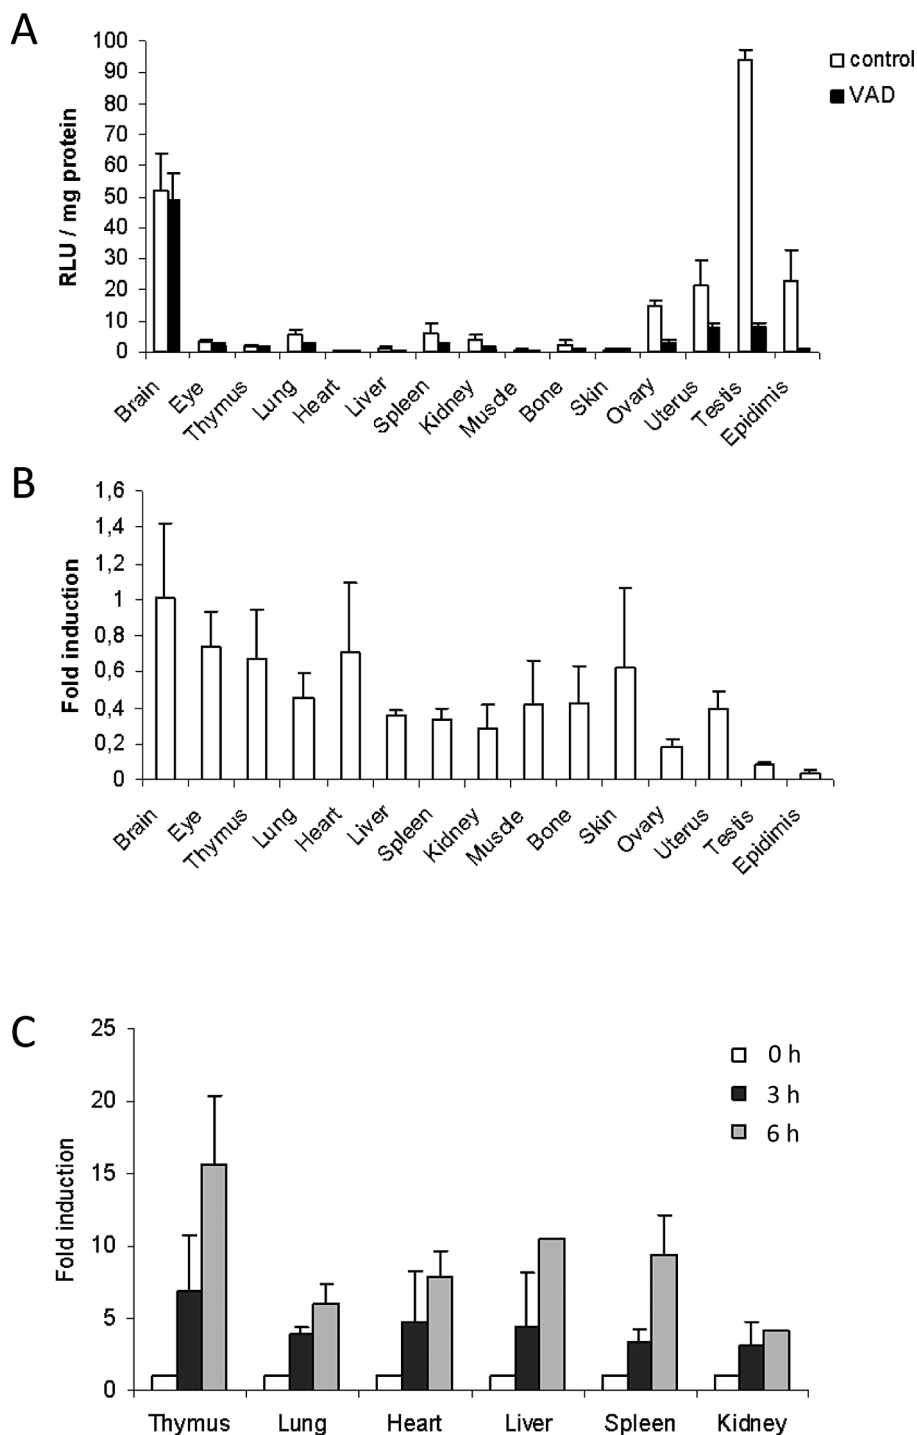 A
100
90
80
70
60
50
40
30
20
10
0
RLU / mg protein
control
VAD
Brain Eye Thymus Lung Heart Liver Spleen Kidney Muscle Bone Skin Ovary Uterus Testis Epidimis
B
1,6
1,4
1,2
1
0,8
0,6
0,4
0,2
0
Fold induction
Brain Eye Thymus Lung Heart Liver Spleen Kidney Muscle Bone Skin Ovary Uterus Testis Epidimis
C
25
20
15
10
5
0
Fold induction
0 h
3 h
6 h
Thymus Lung Heart Liver Spleen Kidney